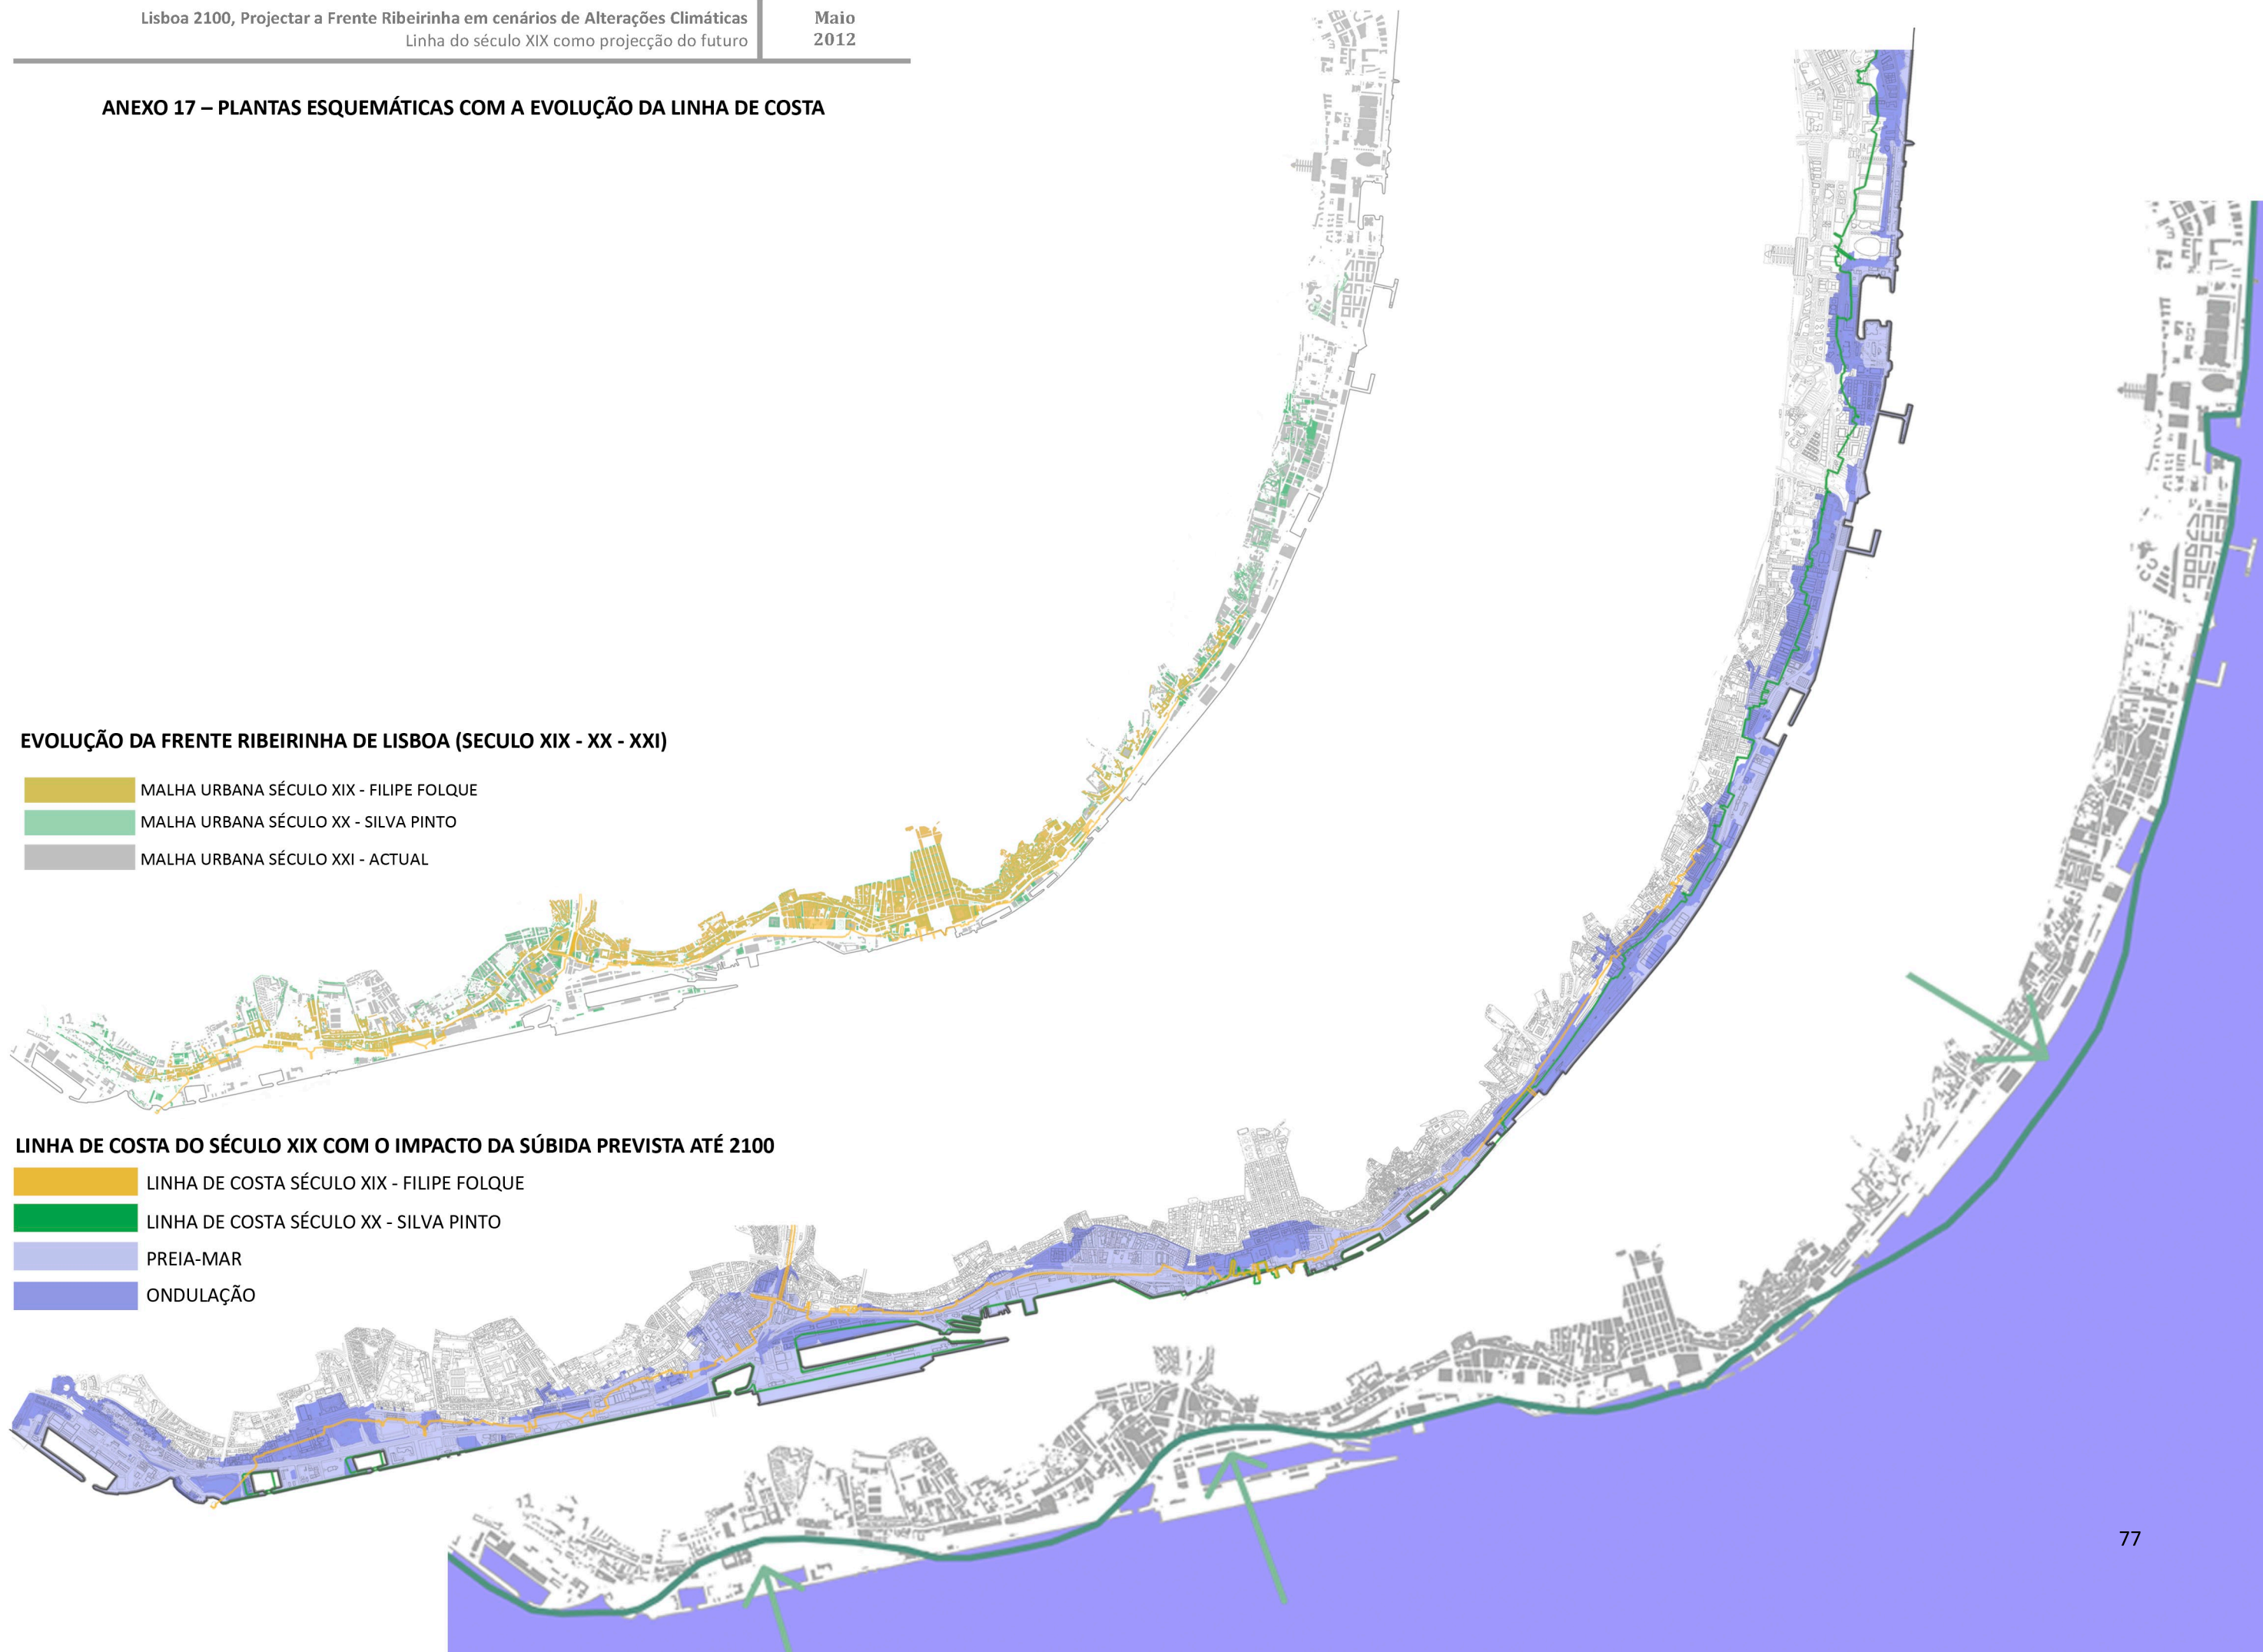 Lisboa 2100, Projectar a Frente Ribeirinha em cenários de Alterações Climáticas
Linha do século XIX como projecção do futuro
Maio
2012
ANEXO 17 – PLANTAS ESQUEMÁTICAS COM A EVOLUÇÃO DA LINHA DE COSTA
EVOLUÇÃO DA FRENTE RIBEIRINHA DE LISBOA (SECULO XIX - XX - XXI)
MALHA URBANA SÉCULO XIX - FILIPE FOLQUE
MALHA URBANA SÉCULO XX - SILVA PINTO
MALHA URBANA SÉCULO XXI - ACTUAL
LINHA DE COSTA DO SÉCULO XIX COM O IMPACTO DA SÚBIDA PREVISTA ATÉ 2100
LINHA DE COSTA SÉCULO XIX - FILIPE FOLQUE
LINHA DE COSTA SÉCULO XX - SILVA PINTO
PREIA-MAR
ONDULAÇÃO
77